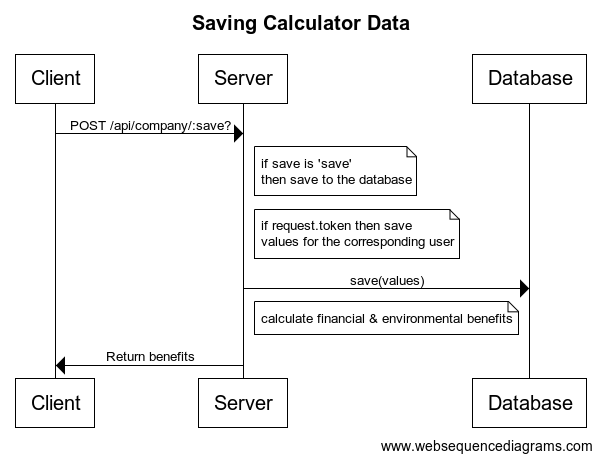 Saving Calculator Data
Client
Server
Database
POST /api/company/:save?
if save is 'save'
then save to the database
if request.token then save
values for the corresponding user
save(values)
calculate financial & environmental benefits
Return benefits
Client
Server
Database
www.websequencediagrams.com